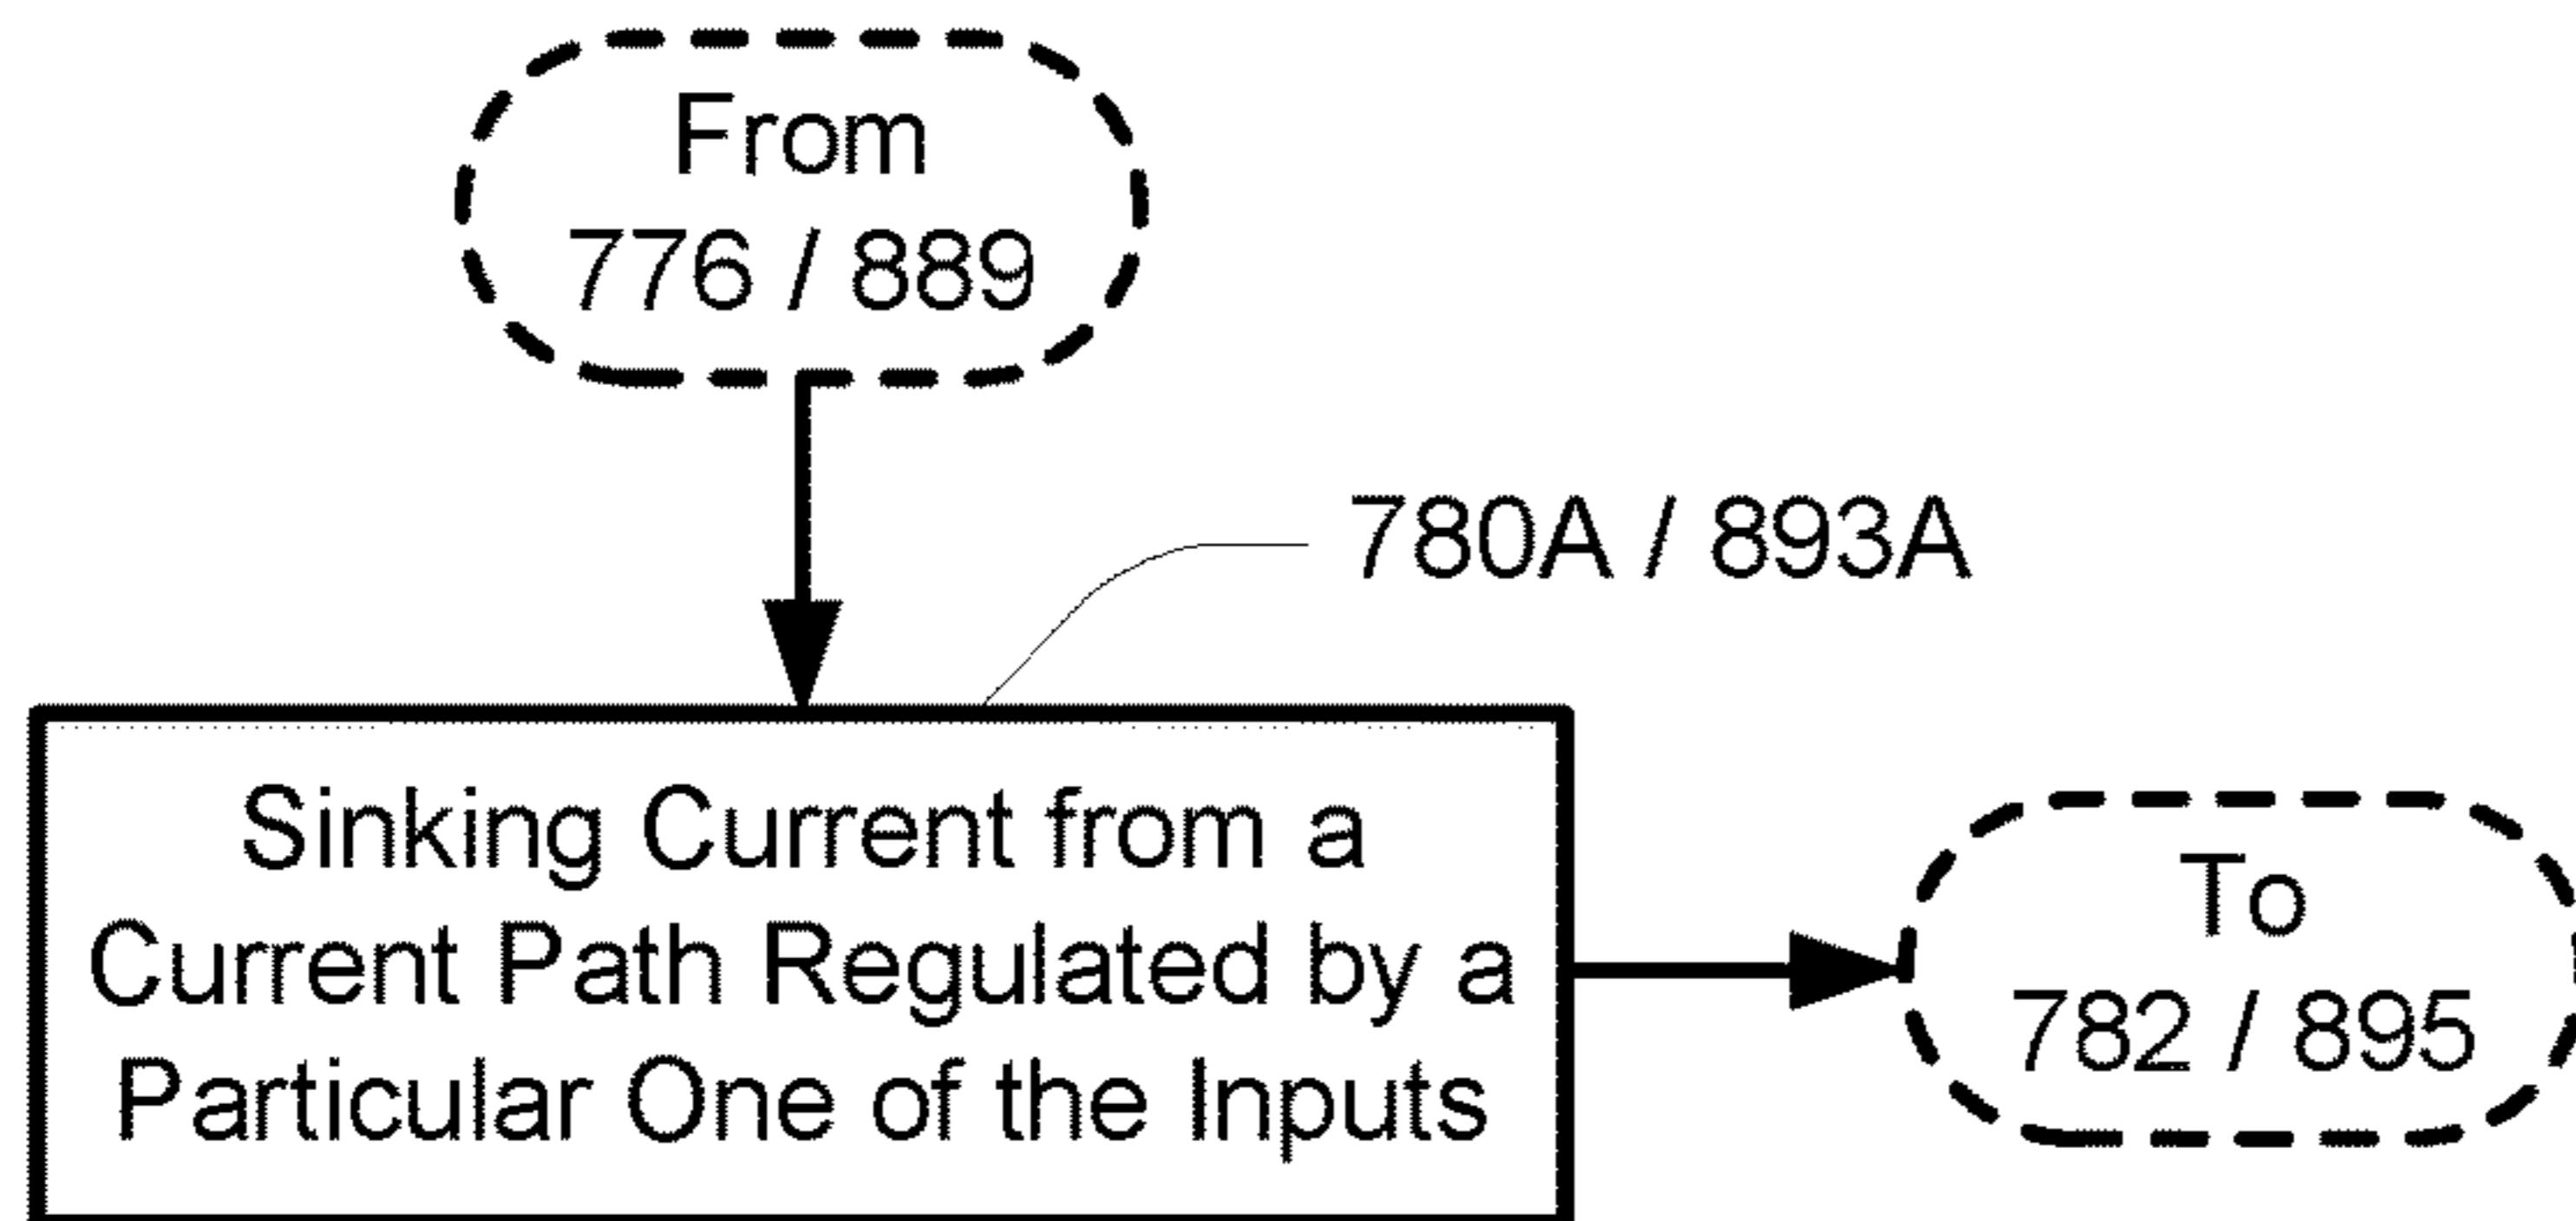 From
776 / 889
780A / 893A
Sinking Current from a
Current Path Regulated by a
Particular One of the Inputs
To
782 / 895